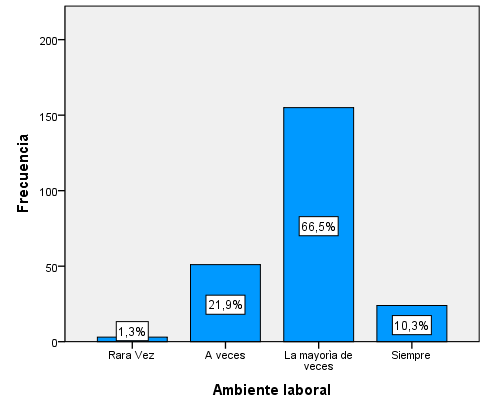 Frecuencia
200
150
100
50
0
1,3%
21,9%
66,5%
10,3%
Rara Vez
A veces
La mayorìa de
veces
Siempre
Ambiente laboral